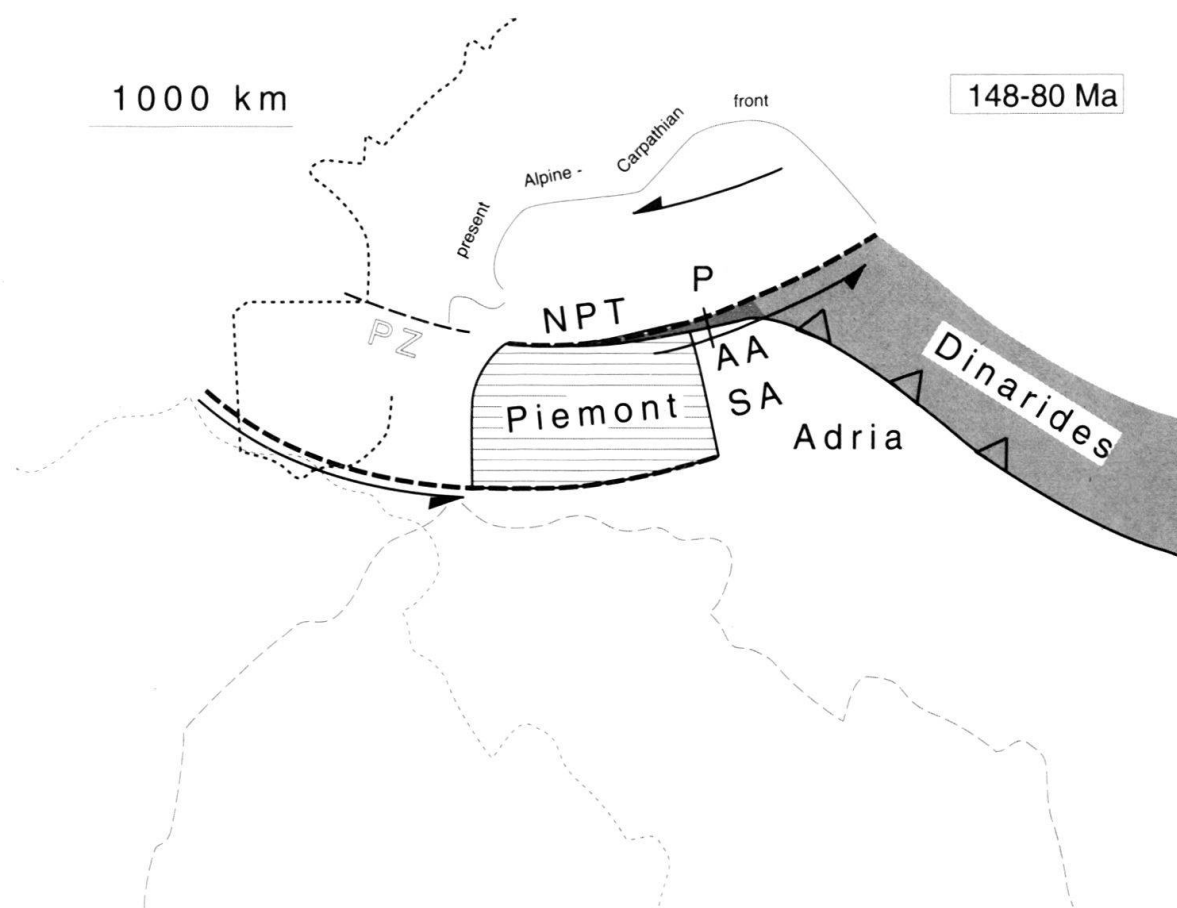 1000 km
148-80 Ma
present
Alpine -
Carpathian
front
PZ
NPT
P
AA
SA
Piemont
Adria
Dinarides